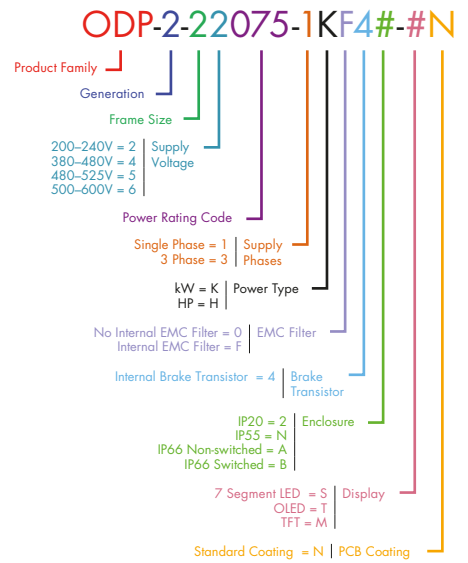 ODP-2-22075-1KF4#-#N
Product Family
Generation
Frame Size
200–240V = 2 Supply
380–480V = 4 Voltage
480–525V = 5
500–600V = 6
Power Rating Code
Single Phase = 1 Supply
3 Phase = 3 Phases
kW = K Power Type
HP = H
No Internal EMC Filter = 0 EMC Filter
Internal EMC Filter = F
Internal Brake Transistor = 4 Brake
Transistor
IP20 = 2 Enclosure
IP55 = N
IP66 Non-switched = A
IP66 Switched = B
7 Segment LED = S Display
OLED = T
TFT = M
Standard Coating = N PCB Coating